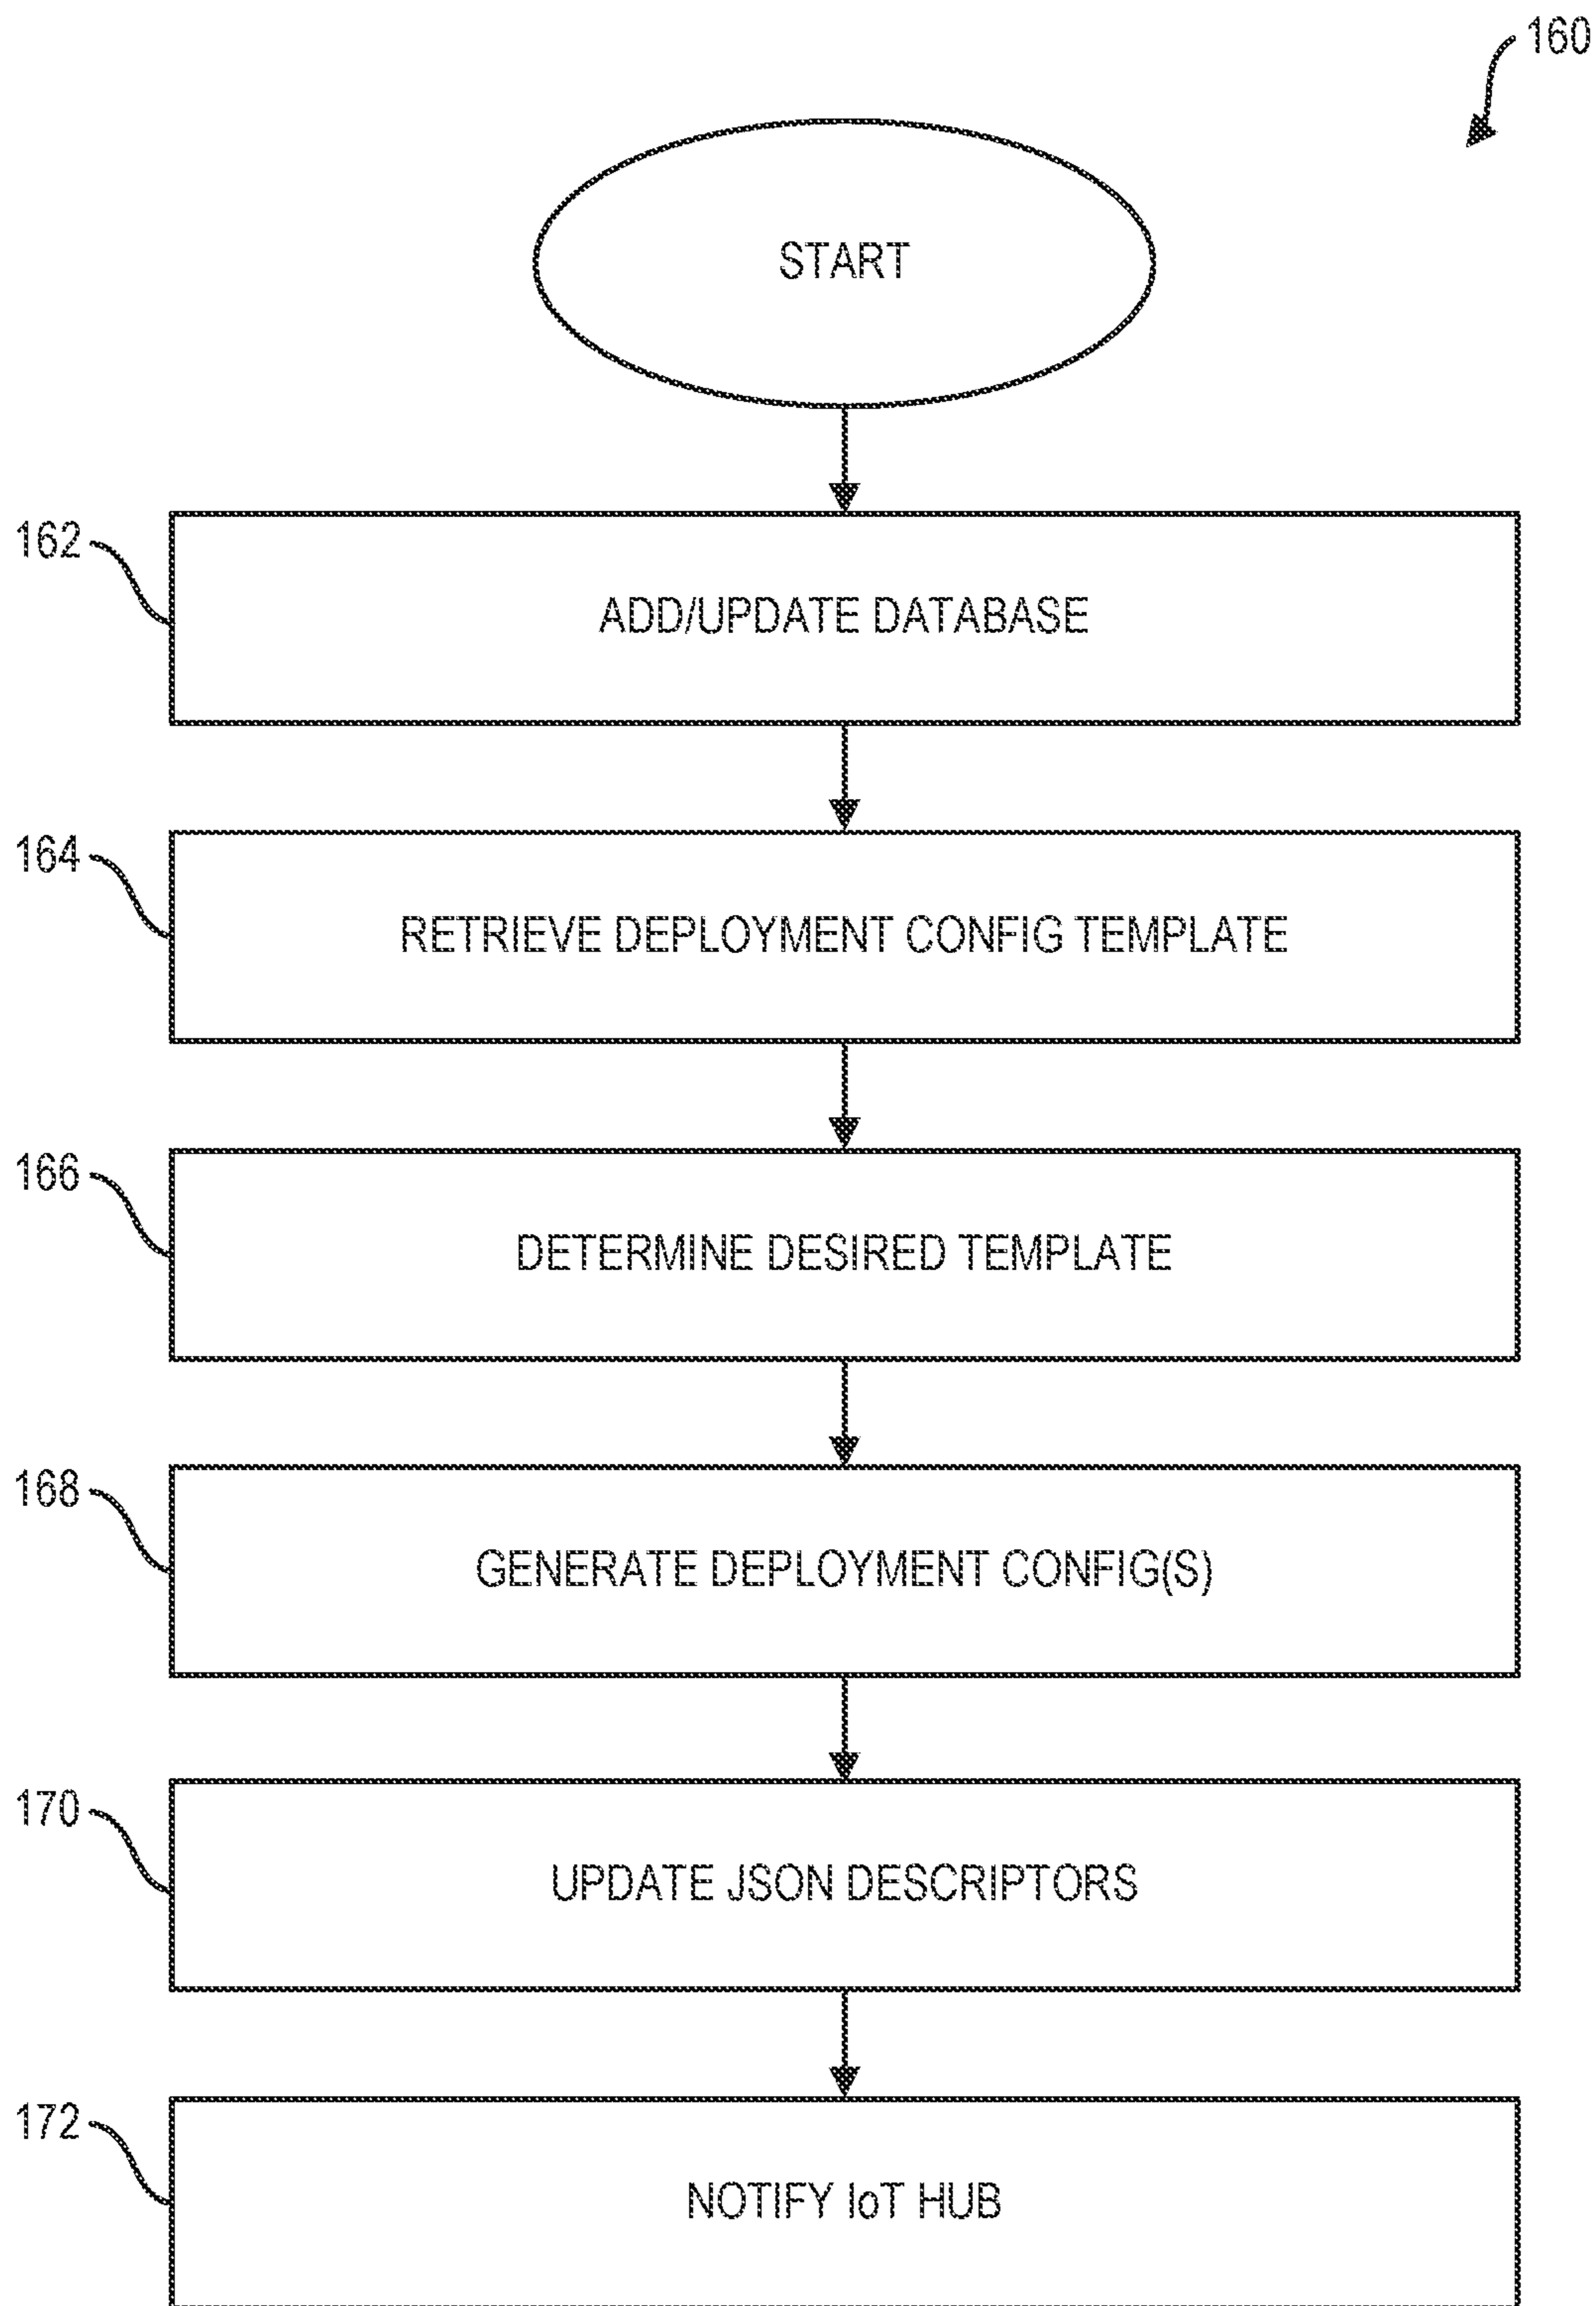 160
START
162
ADD/UPDATE DATABASE
164
RETRIEVE DEPLOYMENT CONFIG TEMPLATE
166
DETERMINE DESIRED TEMPLATE
168
GENERATE DEPLOYMENT CONFIG(S)
170
UPDATE JSON DESCRIPTORS
172
NOTIFY IoT HUB